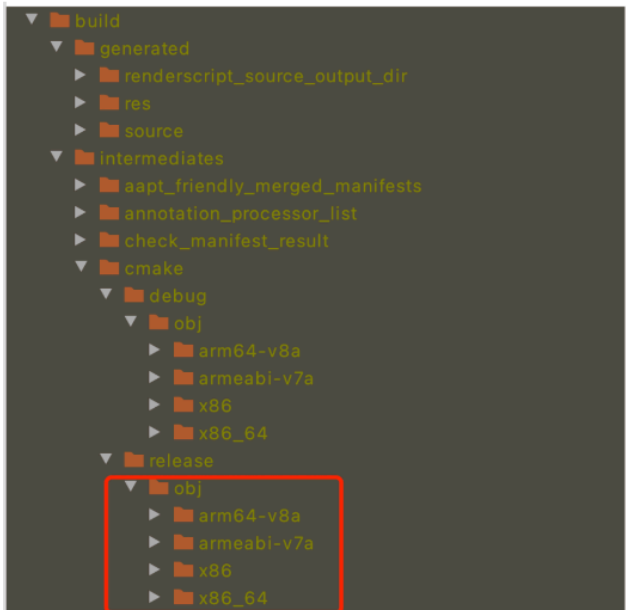 build
generated
renderscript_source_output_dir
res
source
intermediates
aapt_friendly_merged_manifests
annotation_processor_list
check_manifest_result
cmake
debug
obj
arm64-v8a
armeabi-v7a
x86
x86_64
release
obj
arm64-v8a
armeabi-v7a
x86
x86_64